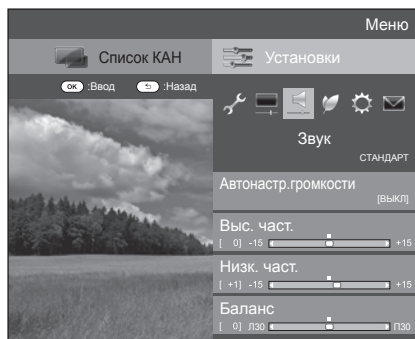 Меню
Список КАН
Установки
OK :Ввод :Назад
Звук
СТАНДАРТ
Автонастр.громкости
[ВЫКЛ]
Выс. част.
[ 0] -15 +15
Низк. част.
[ +1] -15 +15
Баланс
[ 0] Л30 П30